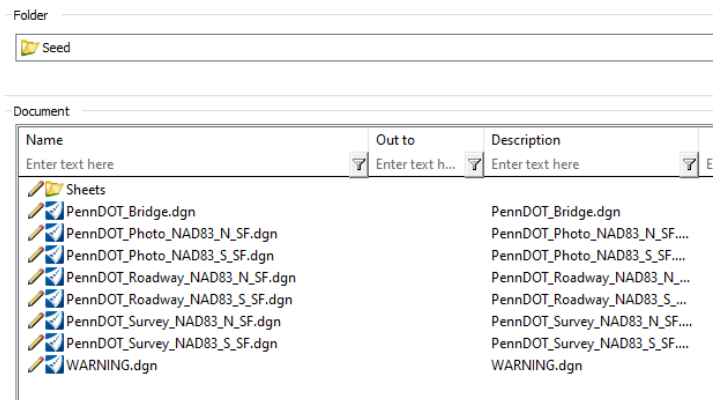 Folder
Seed
Document
Name Out to Description
Enter text here Enter text h... Enter text here E
Sheets
PennDOT_Bridge.dgn PennDOT_Bridge.dgn
PennDOT_Photo_NAD83_N_SF.dgn PennDOT_Photo_NAD83_N_SF....
PennDOT_Photo_NAD83_S_SF.dgn PennDOT_Photo_NAD83_S_SF....
PennDOT_Roadway_NAD83_N_SF.dgn PennDOT_Roadway_NAD83_N_...
PennDOT_Roadway_NAD83_S_SF.dgn PennDOT_Roadway_NAD83_S_...
PennDOT_Survey_NAD83_N_SF.dgn PennDOT_Survey_NAD83_N_SF....
PennDOT_Survey_NAD83_S_SF.dgn PennDOT_Survey_NAD83_S_SF....
WARNING.dgn WARNING.dgn